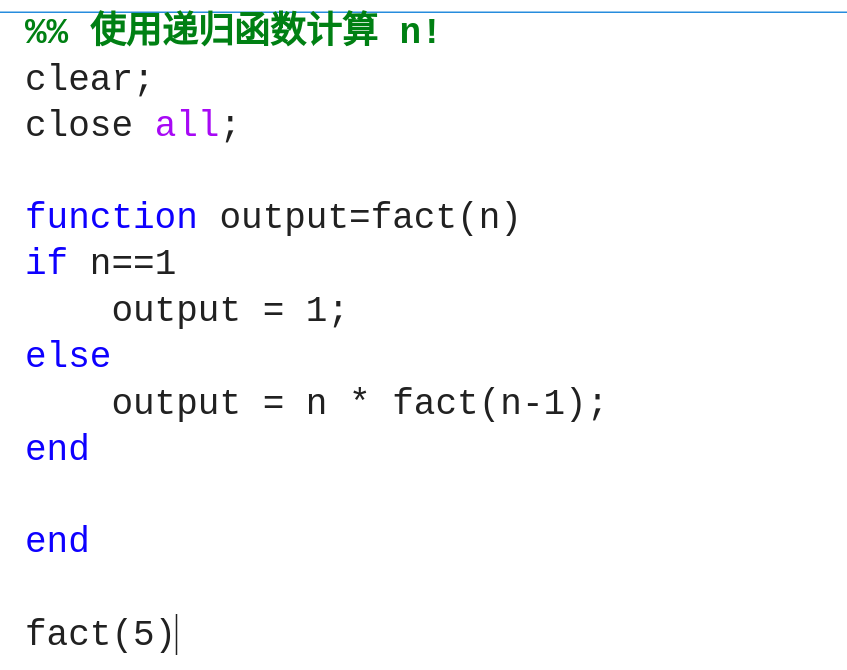 %% 使用递归函数计算 n!
clear;
close all;
function output=fact(n)
if n==1
    output = 1;
else
    output = n * fact(n-1);
end
end
fact(5)